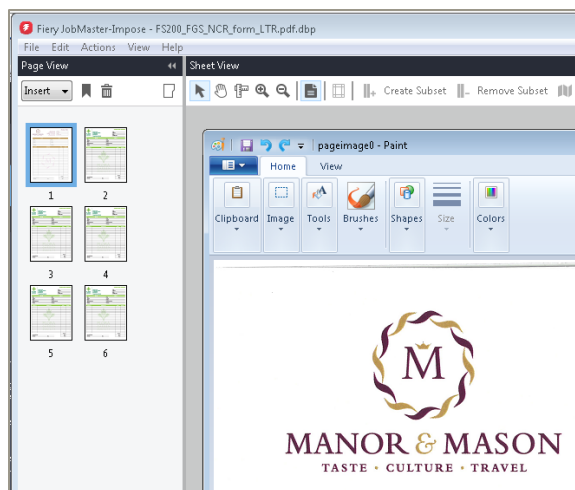 Fiery JobMaster-Impose - FS200_FGS_NCR_form_LTR.pdf.dbp
File Edit Actions View Help
Page View
Sheet View
Insert
Create Subset
Remove Subset
1
2
3
4
5
6
pageimage0 - Paint
Home View
Clipboard Image Tools Brushes Shapes Size Colors
M
MANOR & MASON
TASTE • CULTURE • TRAVEL